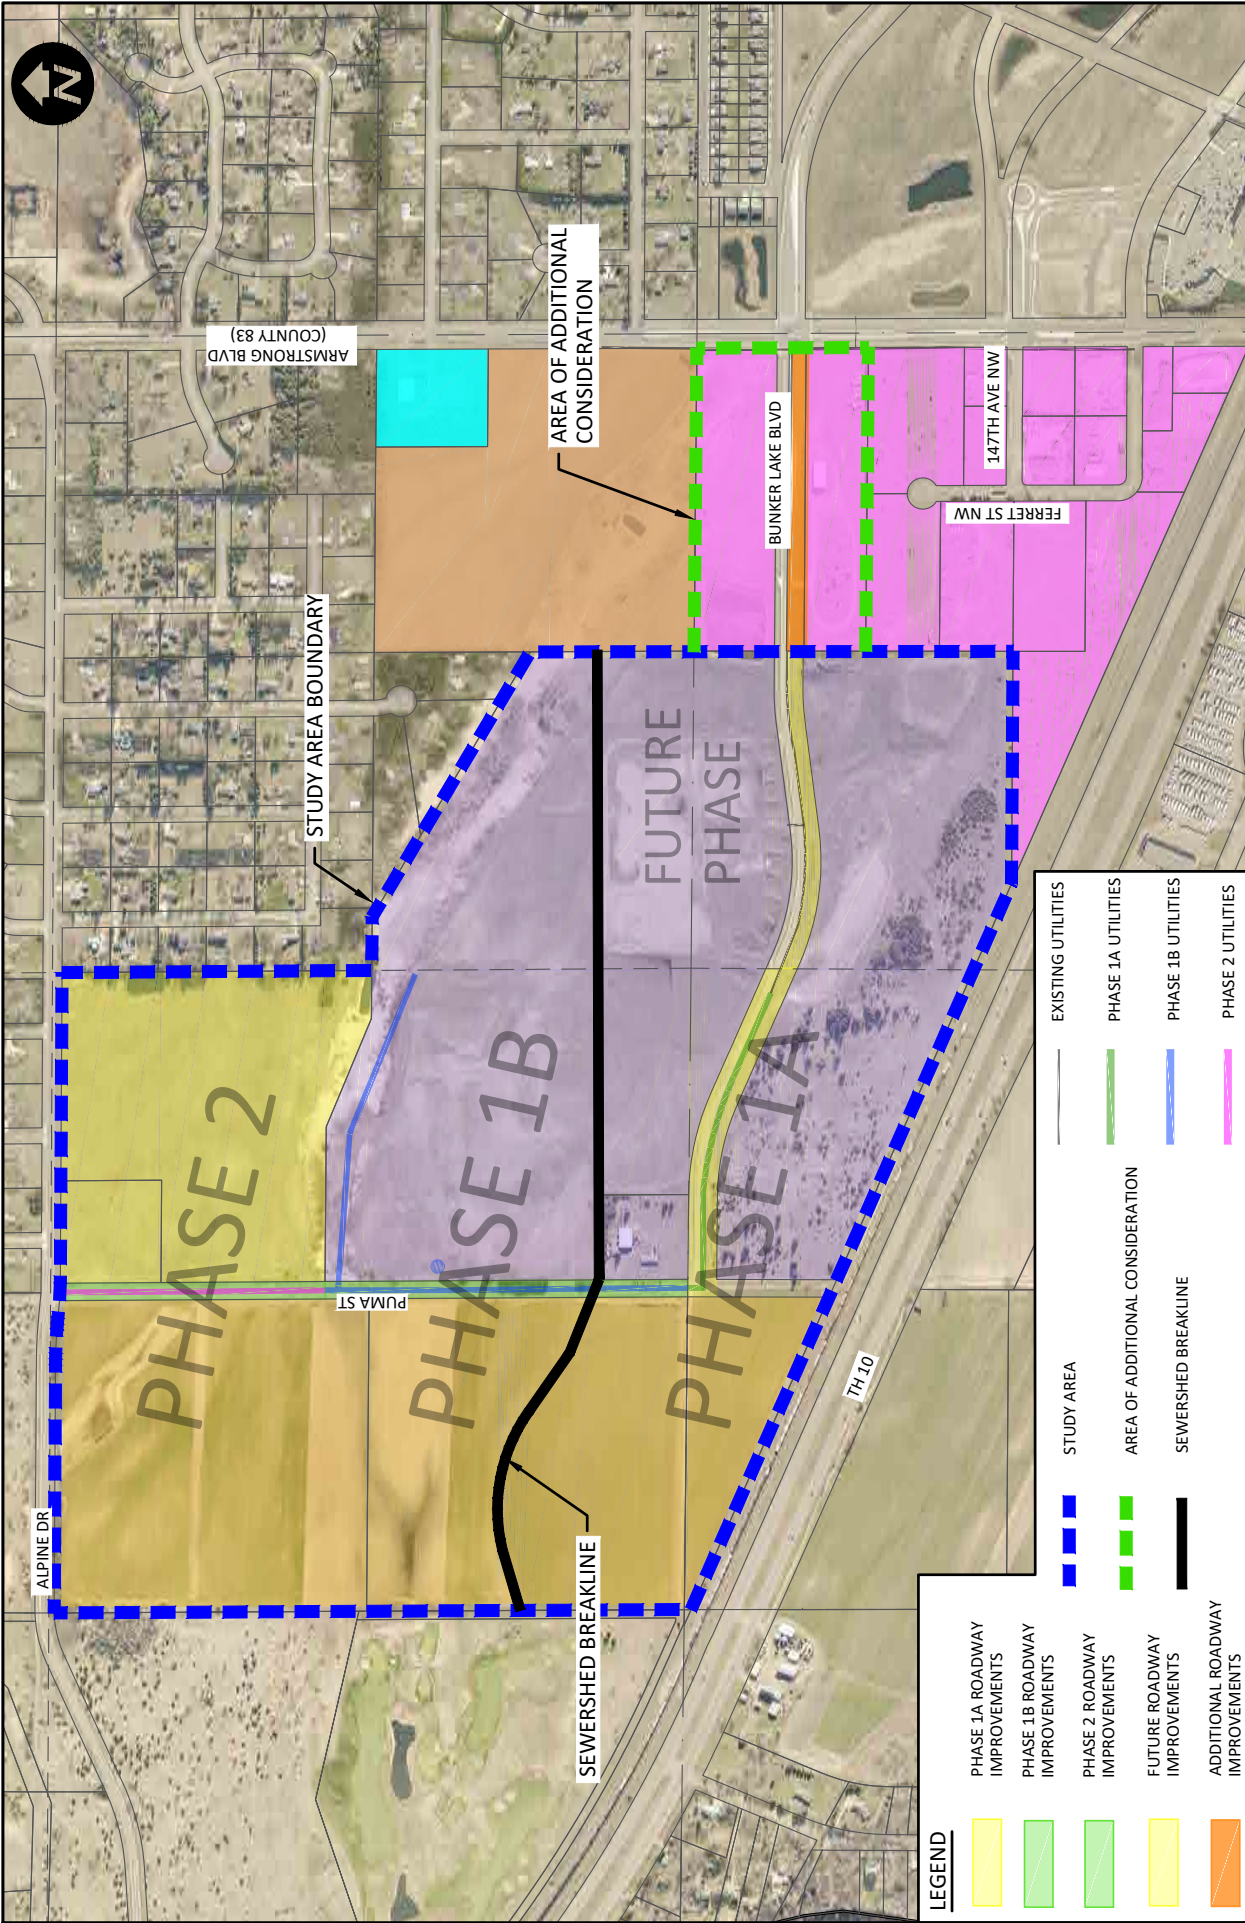 N
ALPINE DR
STUDY AREA BOUNDARY
ARMSTRONG BLVD
(COUNTY 83)
AREA OF ADDITIONAL
CONSIDERATION
PHASE 2
PUMA ST
PHASE 1B
FUTURE
PHASE
BUNKER LAKE BLVD
147TH AVE NW
FERRET ST NW
PHASE 1A
SEWERSHED BREAKLINE
TH 10
LEGEND
PHASE 1A ROADWAY
IMPROVEMENTS
PHASE 1B ROADWAY
IMPROVEMENTS
PHASE 2 ROADWAY
IMPROVEMENTS
FUTURE ROADWAY
IMPROVEMENTS
ADDITIONAL ROADWAY
IMPROVEMENTS
STUDY AREA
AREA OF ADDITIONAL CONSIDERATION
SEWERSHED BREAKLINE
EXISTING UTILITIES
PHASE 1A UTILITIES
PHASE 1B UTILITIES
PHASE 2 UTILITIES